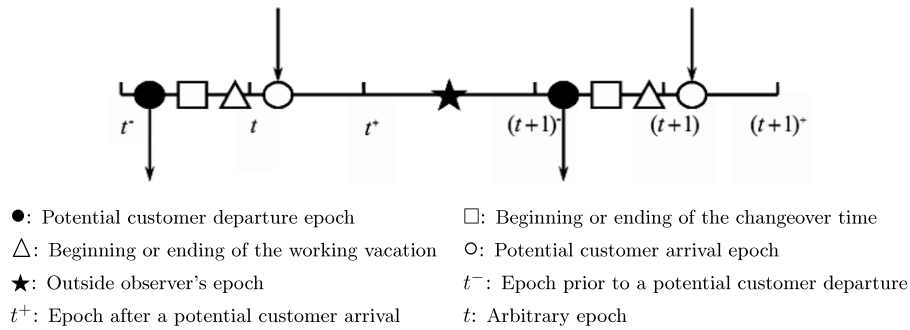 t⁻ t t⁺ (t+1)⁻ (t+1) (t+1)⁺
●: Potential customer departure epoch □: Beginning or ending of the changeover time
△: Beginning or ending of the working vacation ○: Potential customer arrival epoch
★: Outside observer's epoch t⁻: Epoch prior to a potential customer departure
t⁺: Epoch after a potential customer arrival t: Arbitrary epoch